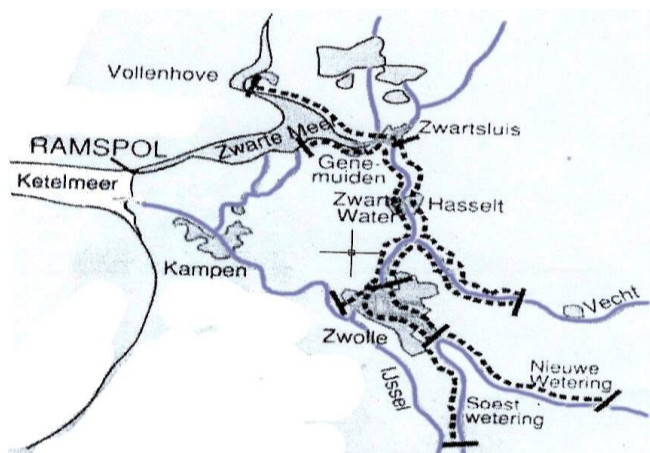 Vollenhove
Zwarte Meer
Zwartsluis
RAMSPOL
Gene-
muiden
Ketelmeer
Zwarte
Water
Hasselt
Kampen
Vecht
Zwolle
IJssel
Nieuwe
Wetering
Soest
wetering